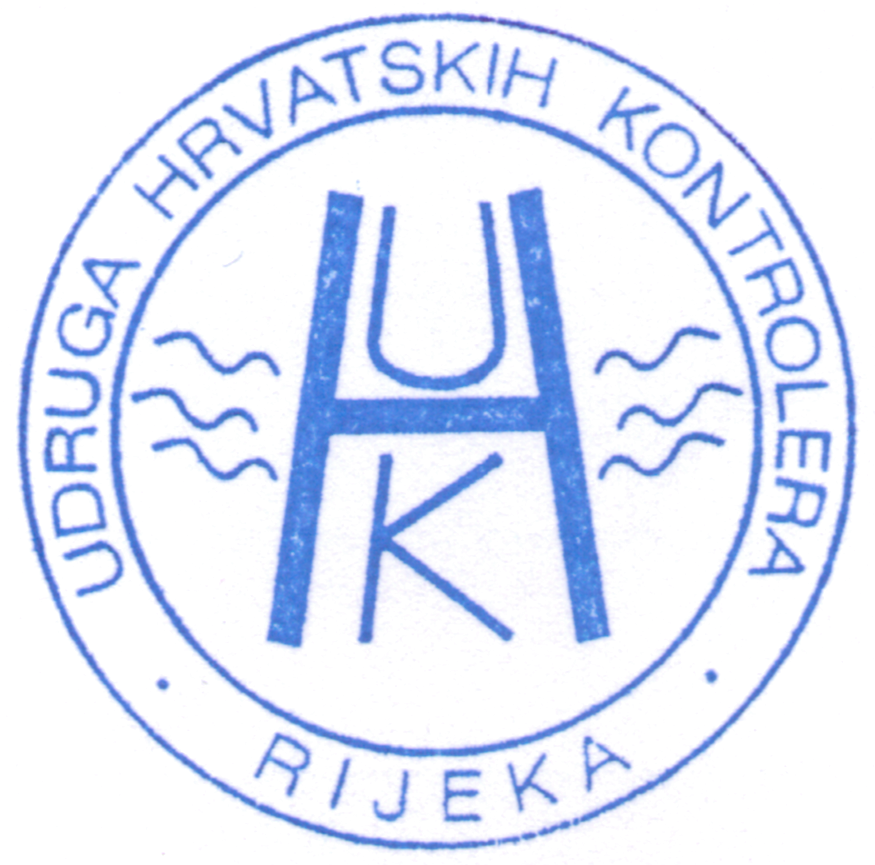 UDRUGA HRVATSKIH KONTROLERA
UHK
· RIJEKA ·